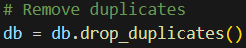 # Remove duplicates
db = db.drop_duplicates()